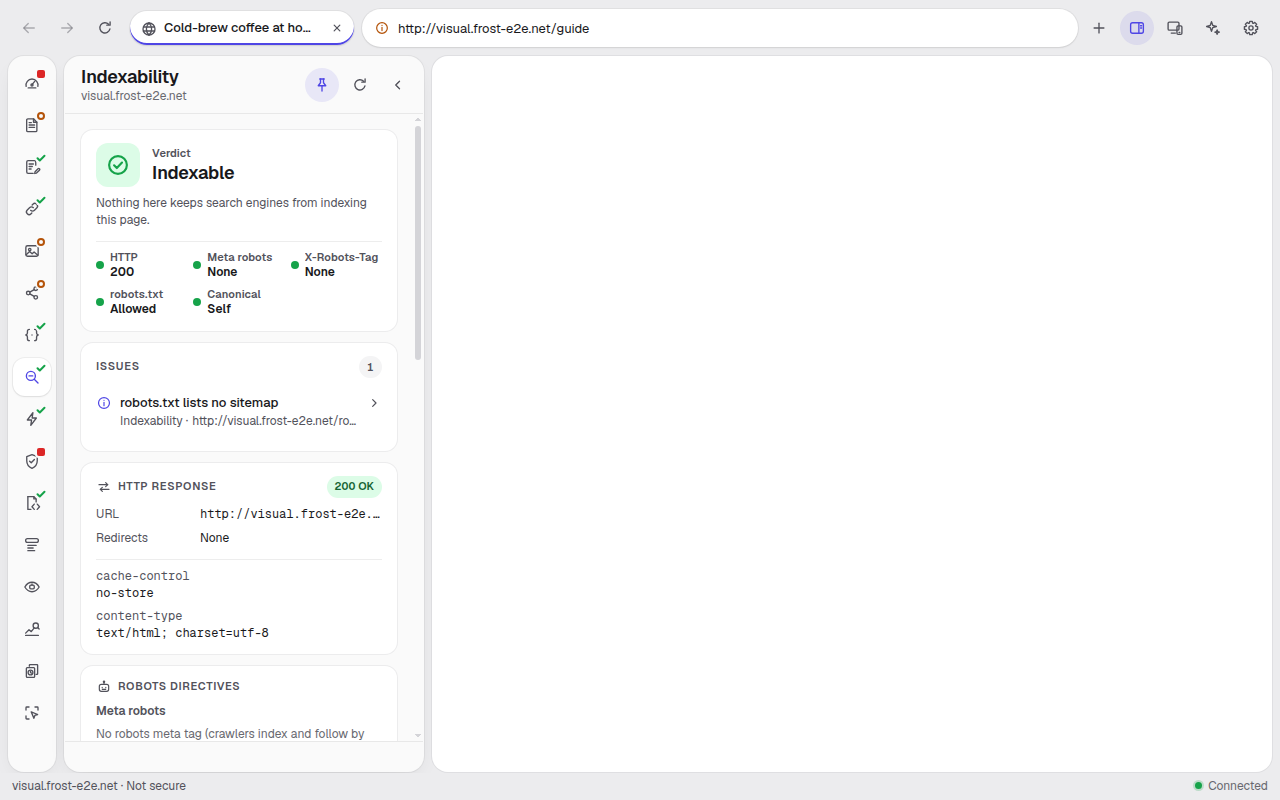 Cold-brew coffee at ho...
http://visual.frost-e2e.net/guide
Indexability
visual.frost-e2e.net
Verdict
Indexable
Nothing here keeps search engines from indexing
this page.
HTTP
200
Meta robots
None
X-Robots-Tag
None
robots.txt
Allowed
Canonical
Self
ISSUES
1
robots.txt lists no sitemap
Indexability · http://visual.frost-e2e.net/ro...
HTTP RESPONSE
200 OK
URL
http://visual.frost-e2e.…
Redirects
None
cache-control
no-store
content-type
text/html; charset=utf-8
ROBOTS DIRECTIVES
Meta robots
No robots meta tag (crawlers index and follow by
visual.frost-e2e.net · Not secure
Connected